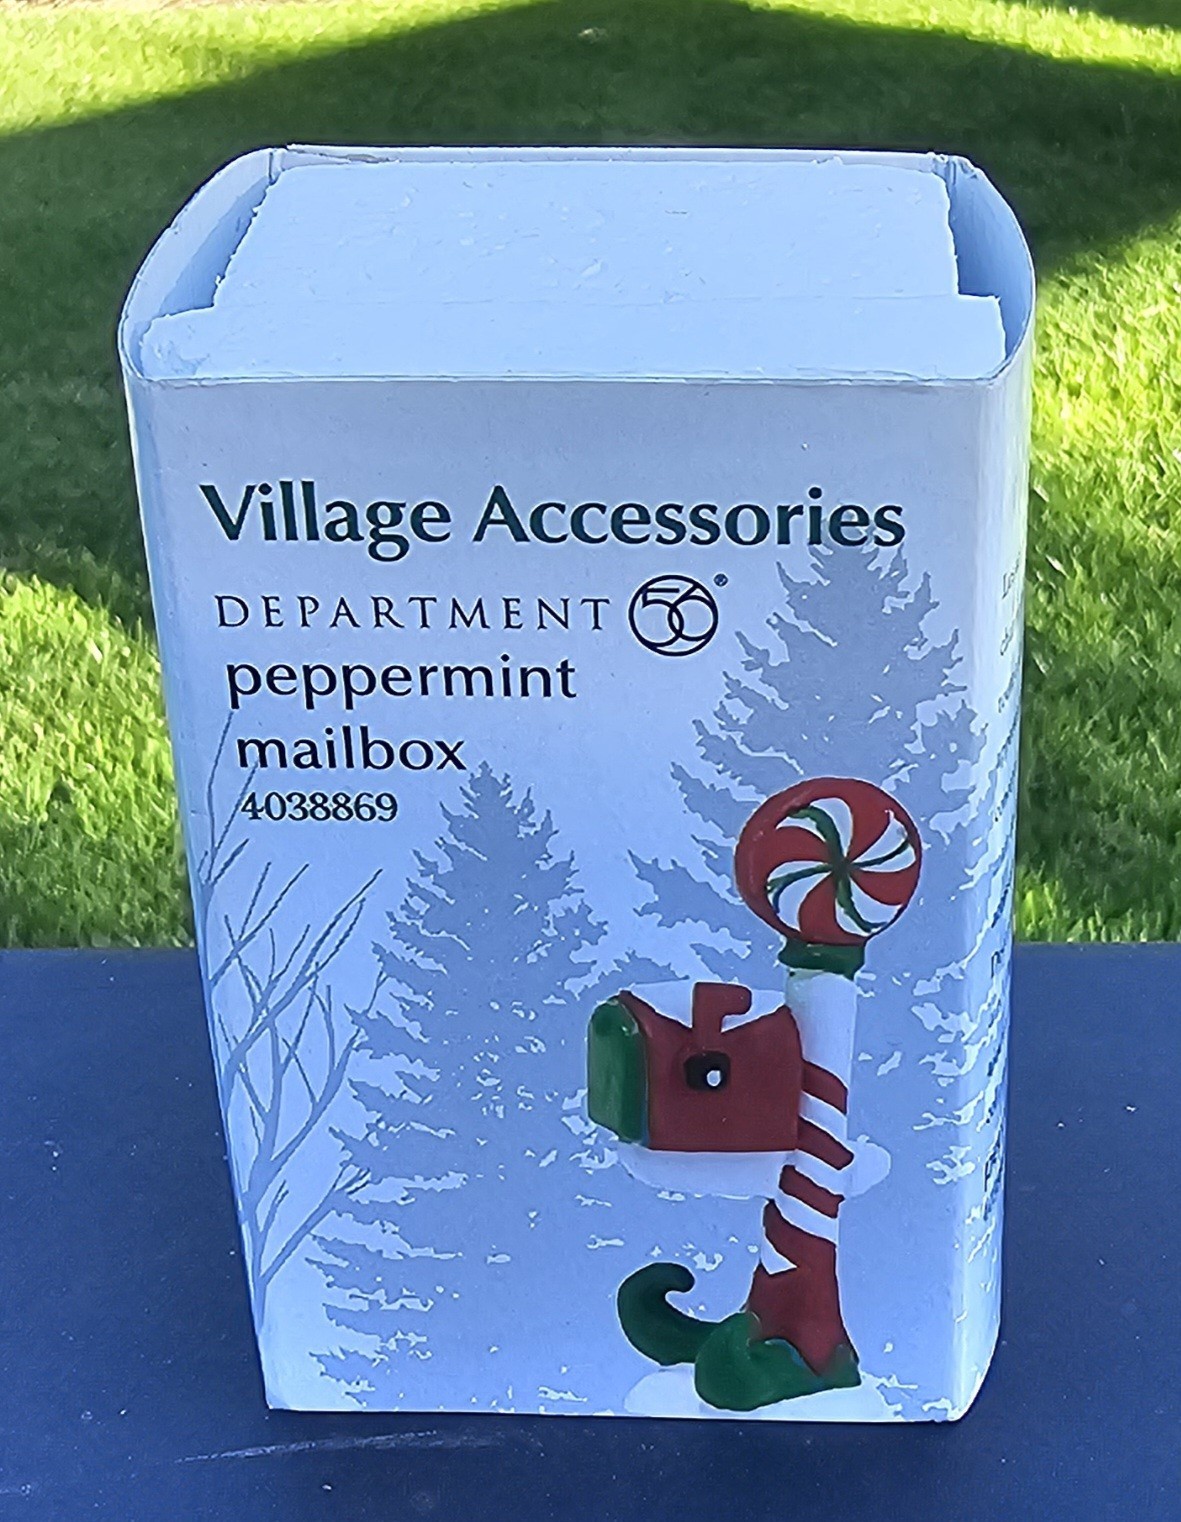 Village Accessories
DEPARTMENT 56®
peppermint
mailbox
4038869